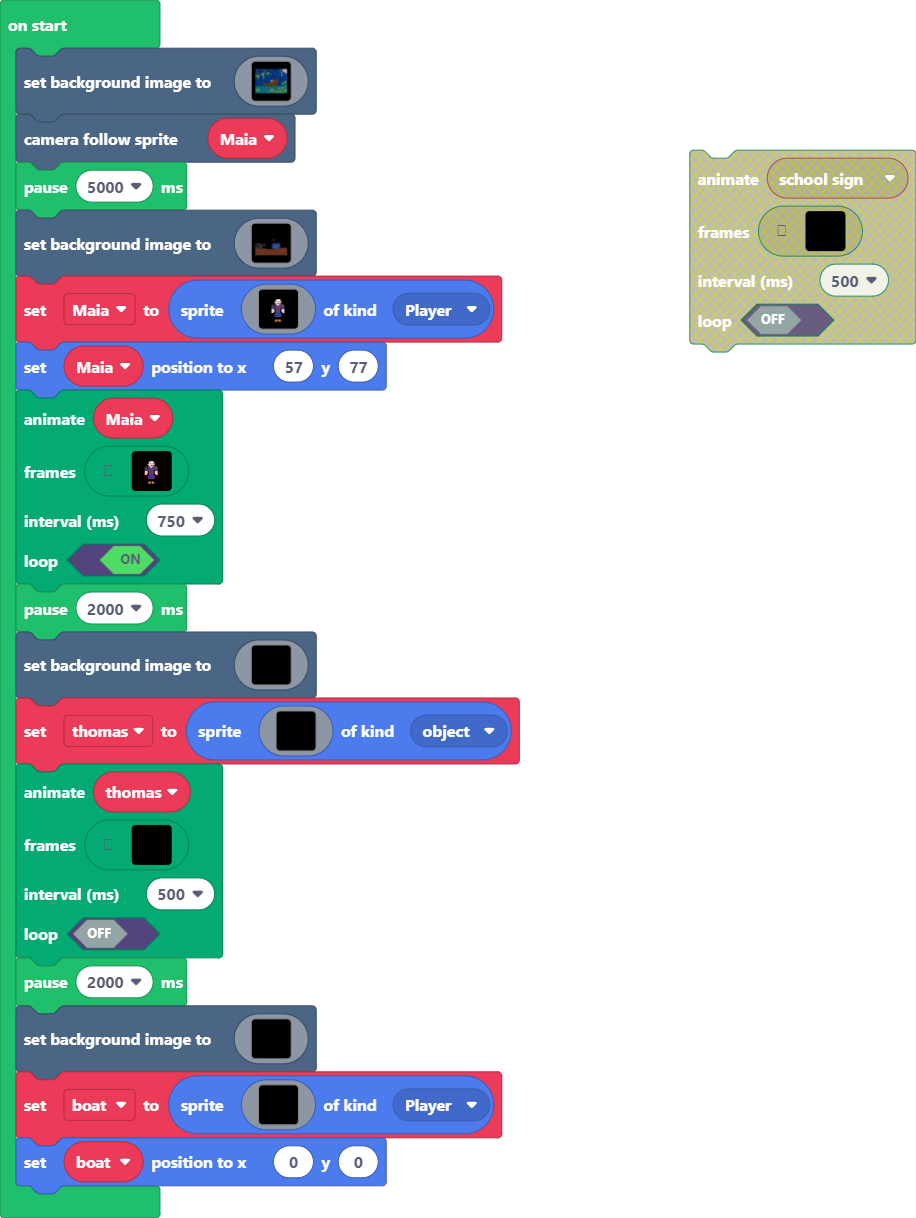 on start
set background image to
camera follow sprite Maia
pause 5000 ms
set background image to
set Maia to sprite of kind Player
set Maia position to x 57 y 77
animate Maia
frames
interval (ms) 750
loop ON
pause 2000 ms
set background image to
set thomas to sprite of kind object
animate thomas
frames
interval (ms) 500
loop OFF
pause 2000 ms
set background image to
set boat to sprite of kind Player
set boat position to x 0 y 0
animate school sign
frames
interval (ms) 500
loop OFF